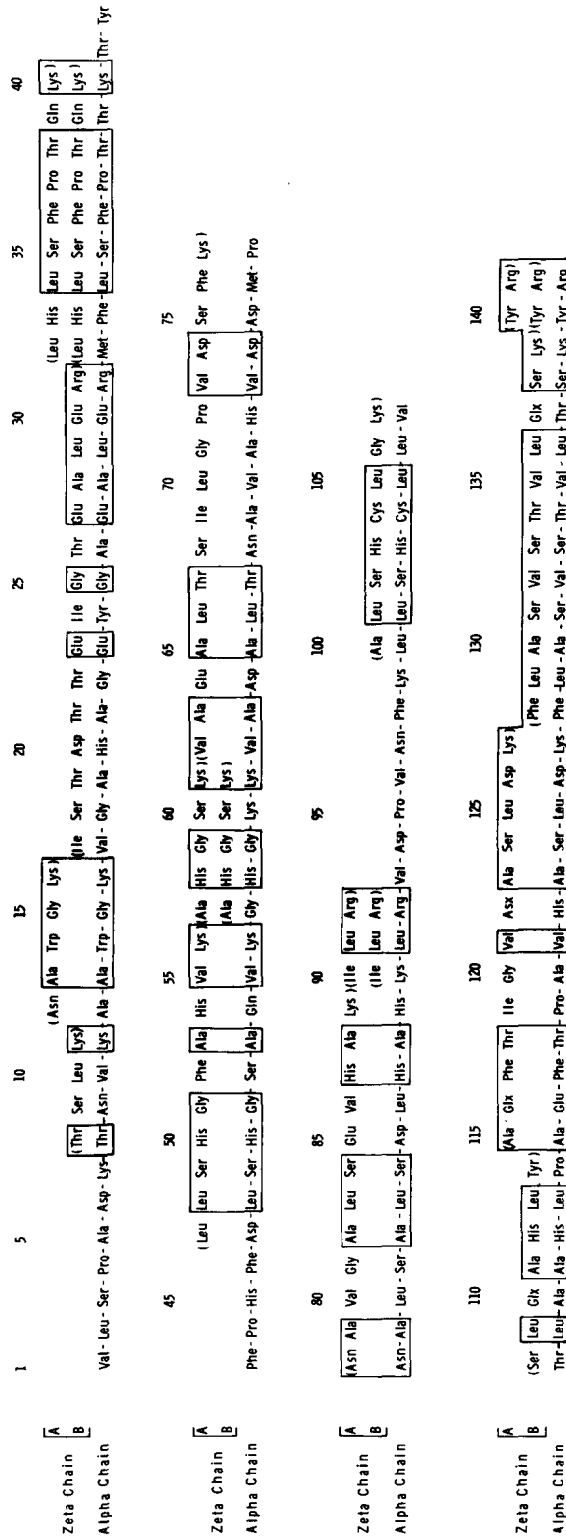 1 5 10 15 20 25 30 35 40
Zeta Chain
A (Asn Ala Trp Gly Lys) (Leu His Leu Ser Phe Pro Thr Gln Lys)
B (Thr Ser Leu Lys) (Ile Ser Thr Asp Thr Thr Glu Ile Gly Thr Glu Ala Leu Glu Arg)(Leu His Leu Ser Phe Pro Thr Gln Lys)
Alpha Chain Val-Leu-Ser-Pro-Ala-Asp-Lys-Thr-Asn-Val-Lys-Ala-Ala-Trp-Gly-Lys-Val-Gly-Ala-His-Ala-Gly-Glu-Tyr-Gly-Ala-Glu-Ala-Leu-Glu-Arg-Met-Phe-Leu-Ser-Phe-Pro-Thr-Thr-Lys-Thr-Tyr
45 50 55 60 65 70 75
Zeta Chain
A (Leu Leu Ser His Gly Phe Ala His Val Lys)(Ala His Gly Ser Lys)(Val Ala Glu Ala Leu Thr Ser Ile Leu Gly Pro Val Asp Ser Phe Lys)
B (Ala His Gly Ser Lys)
Alpha Chain Phe-Pro-His-Phe-Asp-Leu-Ser-His-Gly-Ser-Ala-Gln-Val-Lys-Gly-His-Gly-Lys-Lys-Val-Ala-Asp-Ala-Leu-Thr-Asn-Ala-Val-Ala-His-Val-Asp-Asp-Met-Pro
80 85 90 95 100 105
Zeta Chain
A (Asn Ala Val Gly Ala Leu Ser Glu Val His Ala Lys)(Ile Leu Arg) (Ala Leu Ser His Cys Leu Gly Lys)
B (Ile Leu Arg)
Alpha Chain Asn-Ala-Leu-Ser-Ala-Leu-Ser-Asp-Leu-His-Ala-His-Lys-Leu-Arg-Val-Asp-Pro-Val-Asn-Phe-Lys-Leu-Leu-Ser-His-Cys-Leu-Leu-Val
110 115 120 125 130 135 140
Zeta Chain
A (Ala Glx Phe Thr Ile Gly Val Asx Ala Ser Leu Asp Lys) (Tyr Arg)
B (Ser Leu Glx Ala His Leu Tyr) (Phe Leu Ala Ser Val Ser Thr Val Leu Glx Ser Lys)(Tyr Arg)
Alpha Chain Thr-Leu-Ala-Ala-His-Leu-Pro-Ala-Glu-Phe-Thr-Pro-Ala-Val-His-Ala-Ser-Leu-Asp-Lys-Phe-Leu-Ala-Ser-Val-Ser-Thr-Val-Leu-Thr-Ser-Lys-Tyr-Arg